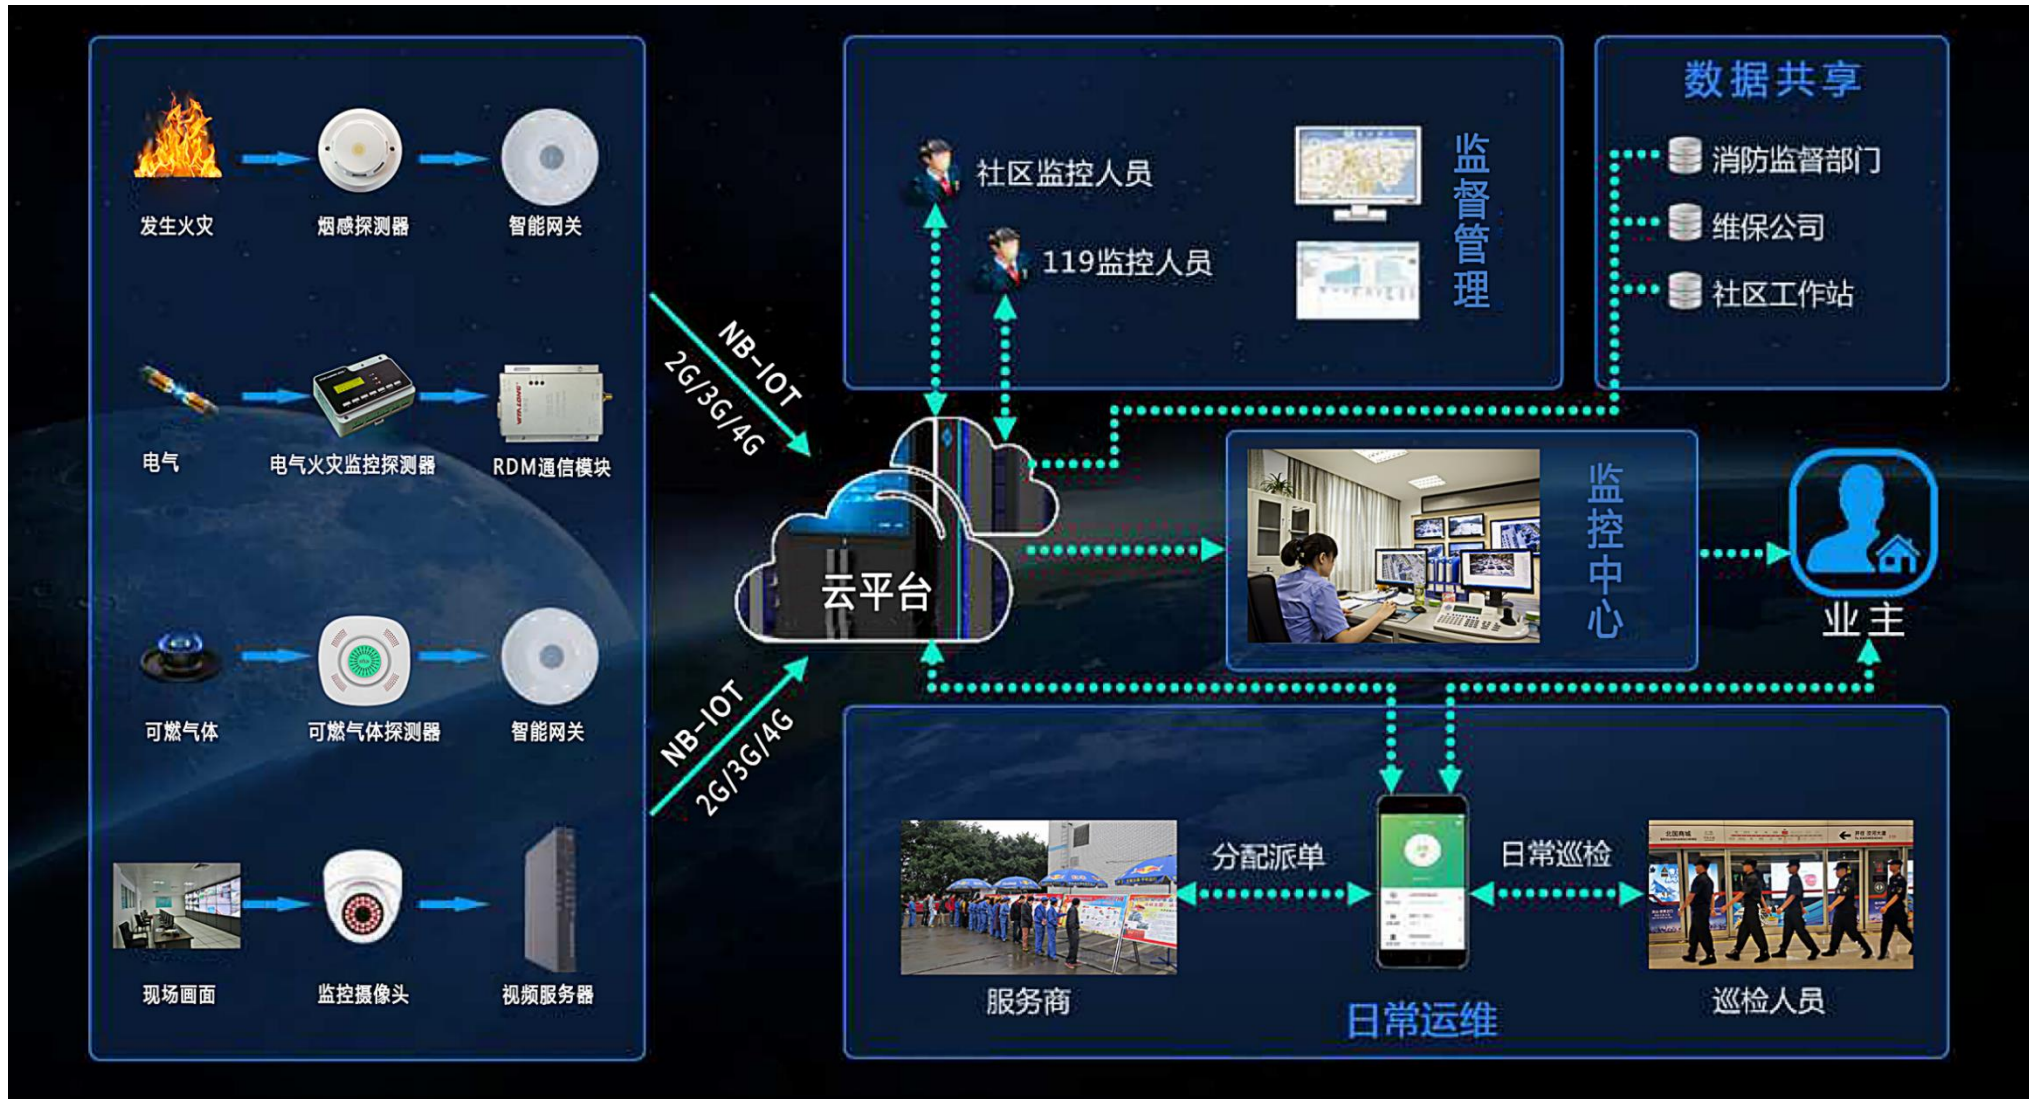 发生火灾
烟感探测器
智能网关
电气
电气火灾监控探测器
RDM通信模块
可燃气体
可燃气体探测器
智能网关
现场画面
监控摄像头
视频服务器
NB-IOT
2G/3G/4G
NB-IOT
2G/3G/4G
云平台
社区监控人员
119监控人员
监督管理
数据共享
消防监督部门
维保公司
社区工作站
监控中心
业主
分配派单
日常巡检
服务商
日常运维
巡检人员